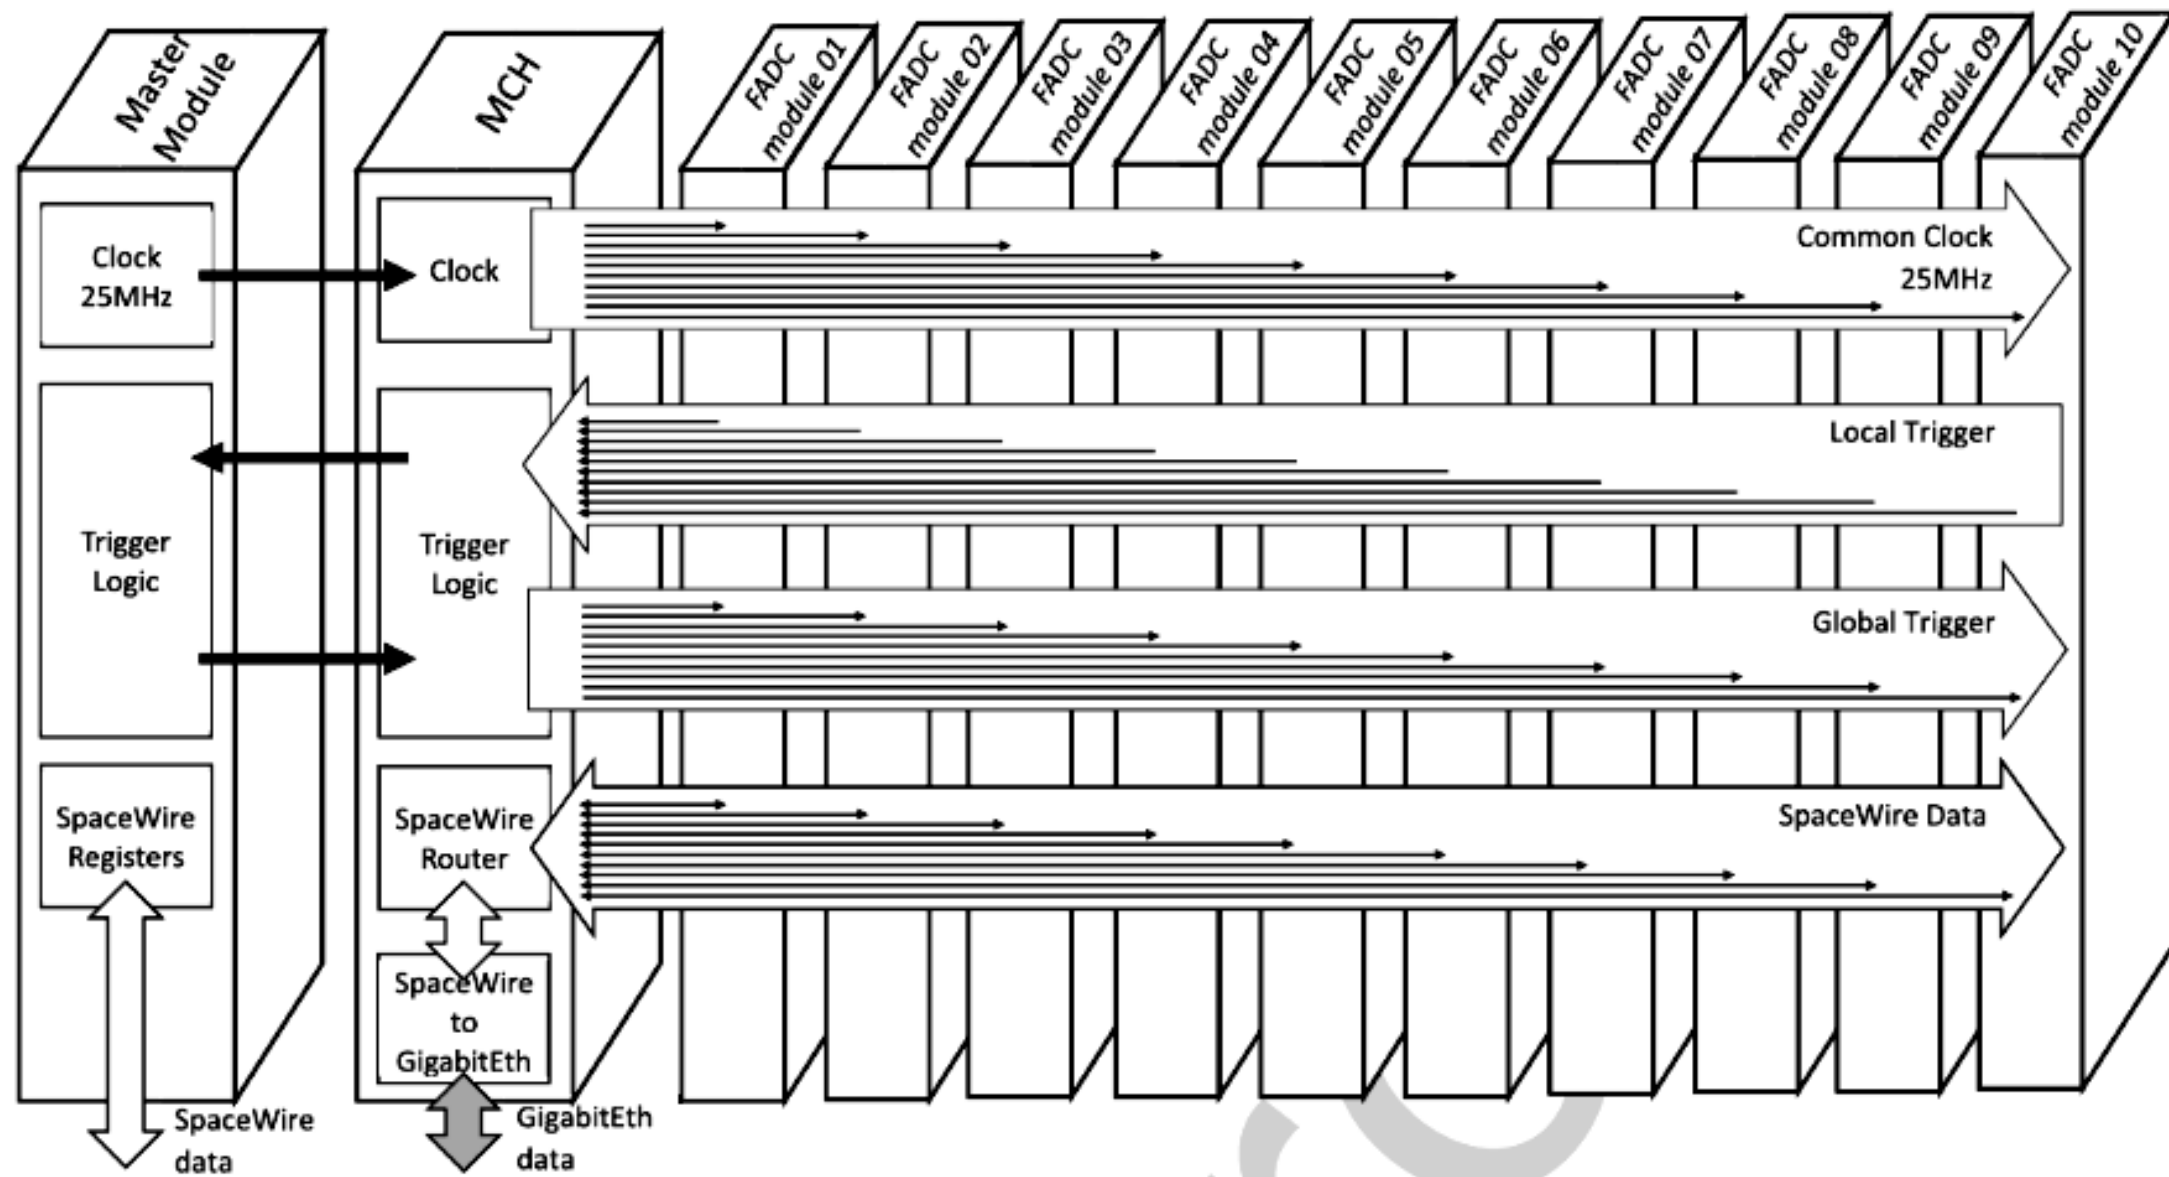 Master
Module
MCH
FADC
module 01
FADC
module 02
FADC
module 03
FADC
module 04
FADC
module 05
FADC
module 06
FADC
module 07
FADC
module 08
FADC
module 09
FADC
module 10
Clock
25MHz
Clock
Common Clock
25MHz
Trigger
Logic
Trigger
Logic
Local Trigger
Global Trigger
SpaceWire
Registers
SpaceWire
Router
SpaceWire Data
SpaceWire
to
GigabitEth
SpaceWire
data
GigabitEth
data